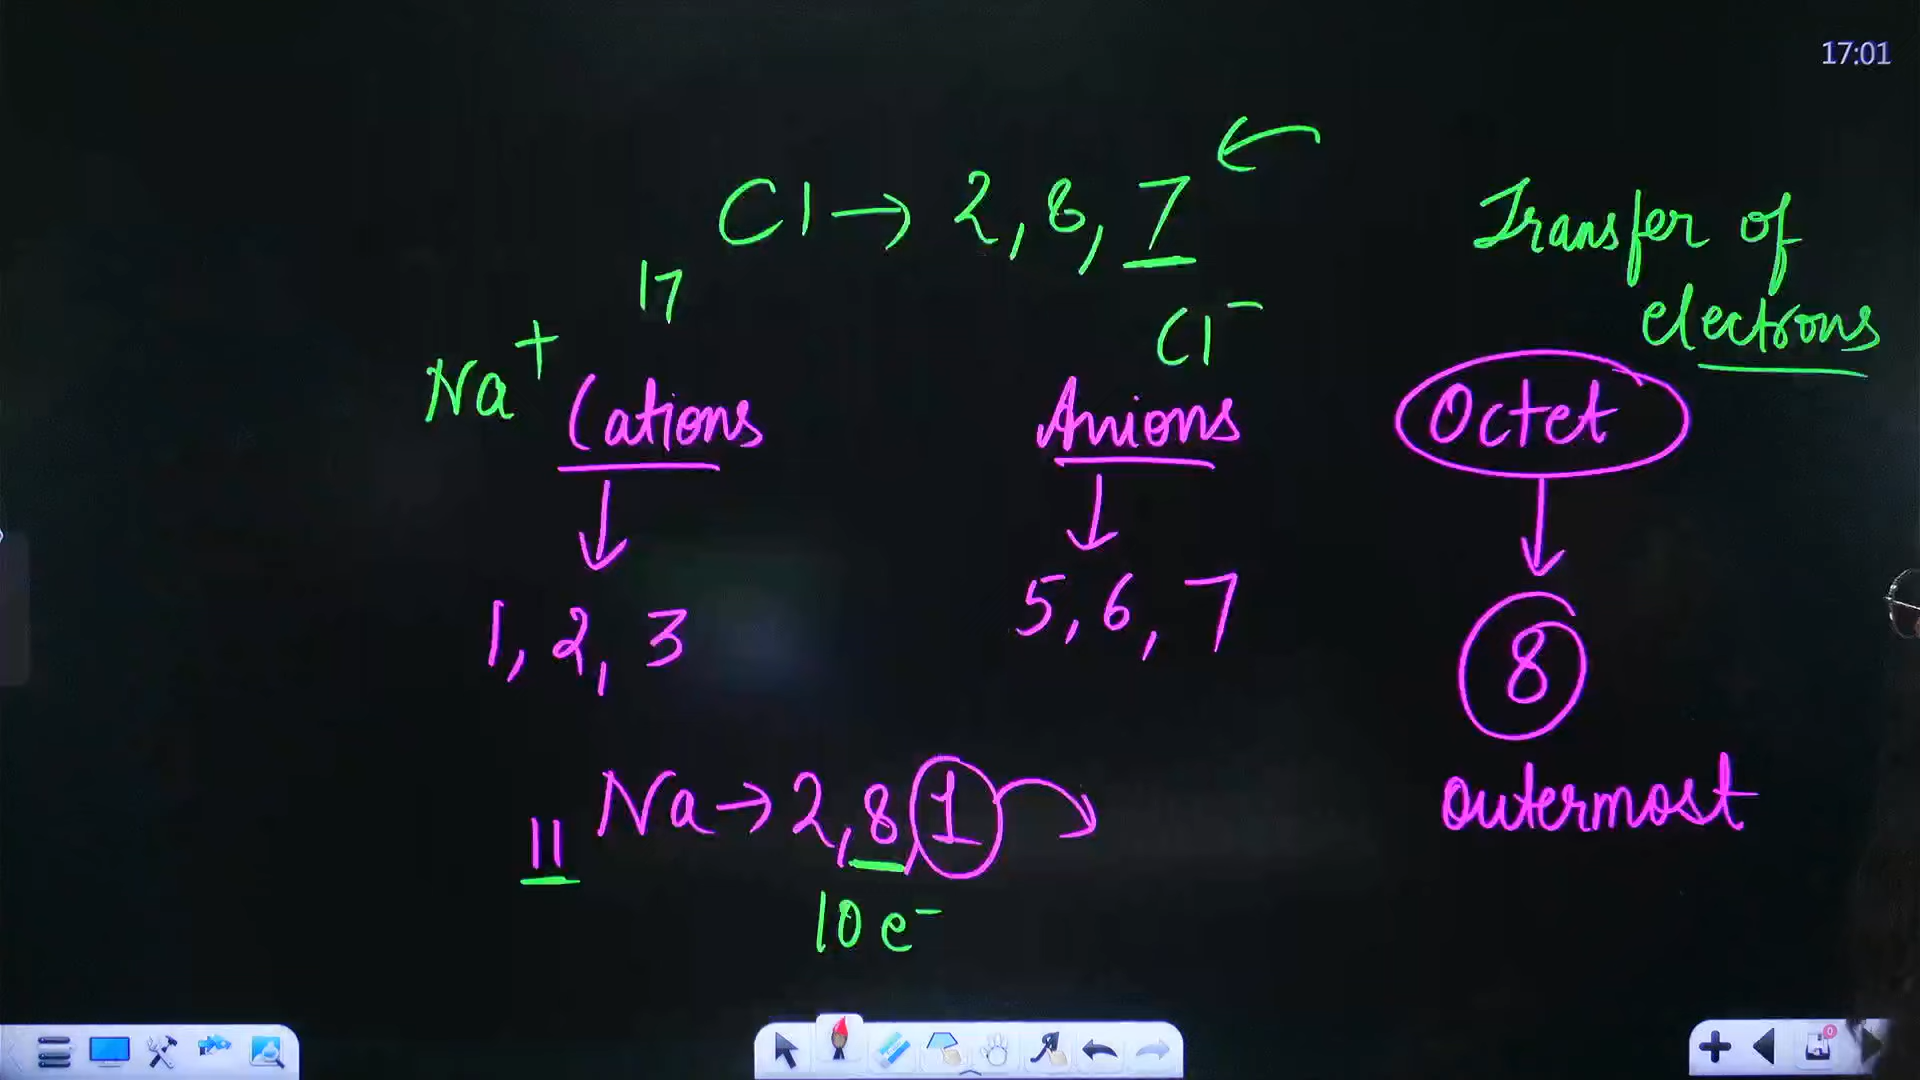 17:01
Cl → 2, 8, 7
Transfer of
electrons
17
Na⁺
Cl⁻
Cations
Anions
Octet
1, 2, 3
5, 6, 7
8
outermost
11 Na → 2, 8, 1
10 e⁻